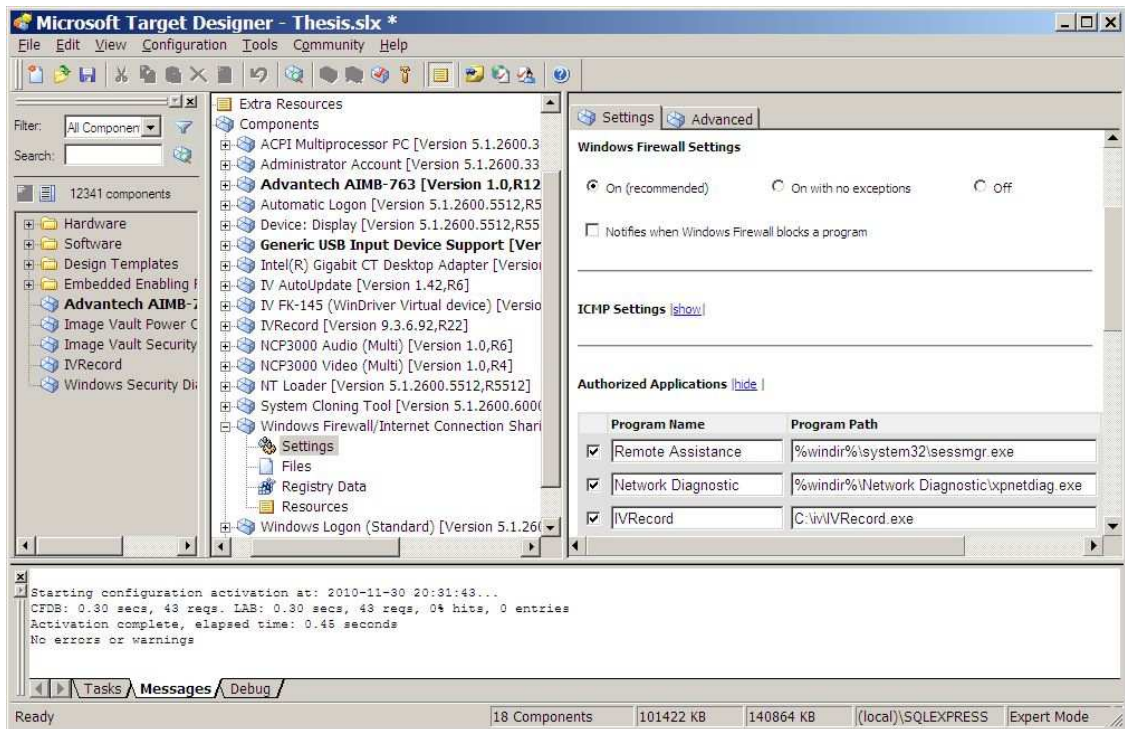 Microsoft Target Designer - Thesis.slx *
File Edit View Configuration Tools Community Help
Filter: All Componen
Search:
12341 components
Hardware
Software
Design Templates
Embedded Enabling F
Advantech AIMB-7
Image Vault Power C
Image Vault Security
IVRecord
Windows Security Dia
Extra Resources
Components
ACPI Multiprocessor PC [Version 5.1.2600.3
Administrator Account [Version 5.1.2600.33
Advantech AIMB-763 [Version 1.0,R12
Automatic Logon [Version 5.1.2600.5512,R5
Device: Display [Version 5.1.2600.5512,R55
Generic USB Input Device Support [Ver
Intel(R) Gigabit CT Desktop Adapter [Version
IV AutoUpdate [Version 1.42,R6]
IV FK-145 (WinDriver Virtual device) [Versio
IVRecord [Version 9.3.6.92,R22]
NCP3000 Audio (Multi) [Version 1.0,R6]
NCP3000 Video (Multi) [Version 1.0,R4]
NT Loader [Version 5.1.2600.5512,R5512]
System Cloning Tool [Version 5.1.2600.6000
Windows Firewall/Internet Connection Shari
Settings
Files
Registry Data
Resources
Windows Logon (Standard) [Version 5.1.260
Settings Advanced
Windows Firewall Settings
On (recommended) On with no exceptions Off
Notifies when Windows Firewall blocks a program
ICMP Settings |show|
Authorized Applications |hide |
Program Name Program Path
Remote Assistance %windir%\system32\sessmgr.exe
Network Diagnostic %windir%\Network Diagnostic\xpnetdiag.exe
IVRecord C:\iv\IVRecord.exe
Starting configuration activation at: 2010-11-30 20:31:43...
CFDB: 0.30 secs, 43 reqs. LAB: 0.30 secs, 43 reqs, 0% hits, 0 entries
Activation complete, elapsed time: 0.45 seconds
No errors or warnings
Tasks Messages Debug
Ready 18 Components 101422 KB 140864 KB (local)\SQLEXPRESS Expert Mode